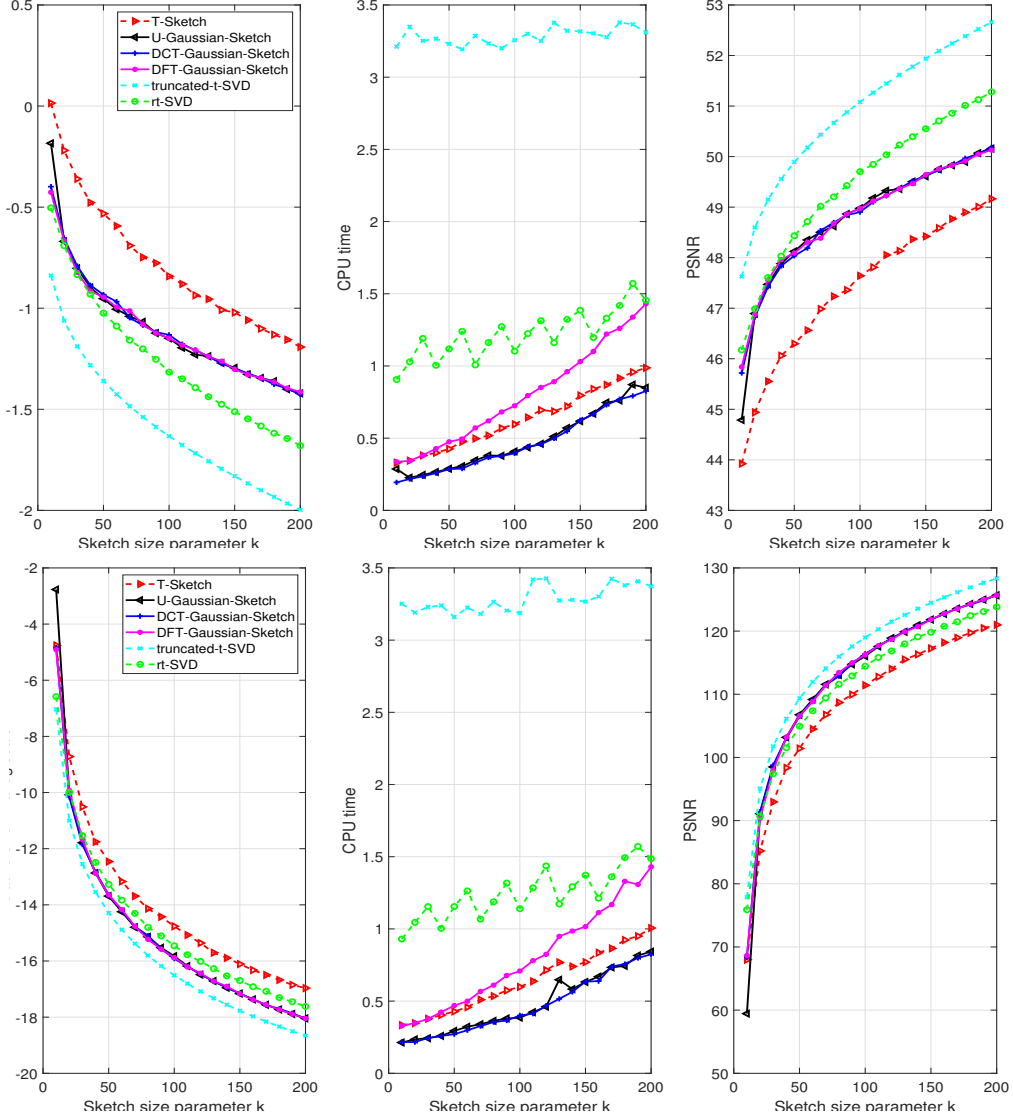 T-Sketch
U-Gaussian-Sketch
DCT-Gaussian-Sketch
DFT-Gaussian-Sketch
truncated-t-SVD
rt-SVD
0
-0.5
-1
-1.5
-2
0 50 100 150 200
Sketch size parameter k
3.5
3
2.5
2
1.5
1
0.5
0
CPU time
0 50 100 150 200
Sketch size parameter k
53
52
51
50
49
48
47
46
45
44
43
PSNR
0 50 100 150 200
Sketch size parameter k
T-Sketch
U-Gaussian-Sketch
DCT-Gaussian-Sketch
DFT-Gaussian-Sketch
truncated-t-SVD
rt-SVD
-2
-4
-6
-8
-10
-12
-14
-16
-18
-20
0 50 100 150 200
Sketch size parameter k
3.5
3
2.5
2
1.5
1
0.5
0
CPU time
0 50 100 150 200
Sketch size parameter k
130
120
110
100
90
80
70
60
50
PSNR
0 50 100 150 200
Sketch size parameter k